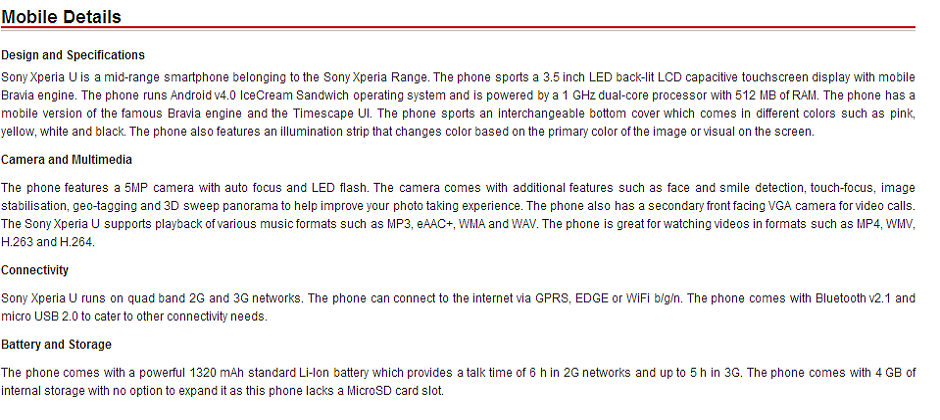 Mobile Details
Design and Specifications
Sony Xperia U is a mid-range smartphone belonging to the Sony Xperia Range. The phone sports a 3.5 inch LED back-lit LCD capacitive touchscreen display with mobile
Bravia engine. The phone runs Android v4.0 IceCream Sandwich operating system and is powered by a 1 GHz dual-core processor with 512 MB of RAM. The phone has a
mobile version of the famous Bravia engine and the Timescape UI. The phone sports an interchangeable bottom cover which comes in different colors such as pink,
yellow, white and black. The phone also features an illumination strip that changes color based on the primary color of the image or visual on the screen.
Camera and Multimedia
The phone features a 5MP camera with auto focus and LED flash. The camera comes with additional features such as face and smile detection, touch-focus, image
stabilisation, geo-tagging and 3D sweep panorama to help improve your photo taking experience. The phone also has a secondary front facing VGA camera for video calls.
The Sony Xperia U supports playback of various music formats such as MP3, eAAC+, WMA and WAV. The phone is great for watching videos in formats such as MP4, WMV,
H.263 and H.264.
Connectivity
Sony Xperia U runs on quad band 2G and 3G networks. The phone can connect to the internet via GPRS, EDGE or WiFi b/g/n. The phone comes with Bluetooth v2.1 and
micro USB 2.0 to cater to other connectivity needs.
Battery and Storage
The phone comes with a powerful 1320 mAh standard Li-Ion battery which provides a talk time of 6 h in 2G networks and up to 5 h in 3G. The phone comes with 4 GB of
internal storage with no option to expand it as this phone lacks a MicroSD card slot.